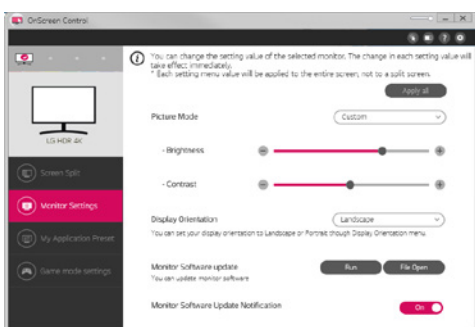 OnScreen Control
You can change the setting value of the selected monitor. The change in each setting value will
take effect immediately.
* Each setting menu value will be applied to the entire screen, not to a split screen.
Apply all
Picture Mode
Custom
LG HDR 4K
- Brightness
- Contrast
Screen Split
Monitor Settings
My Application Preset
Game mode settings
Display Orientation
Landscape
You can set your display orientation to Landscape or Portrait though Display Orientation menu
Monitor Software update
Run
File Open
You can update monitor software
Monitor Software Update Notification
On